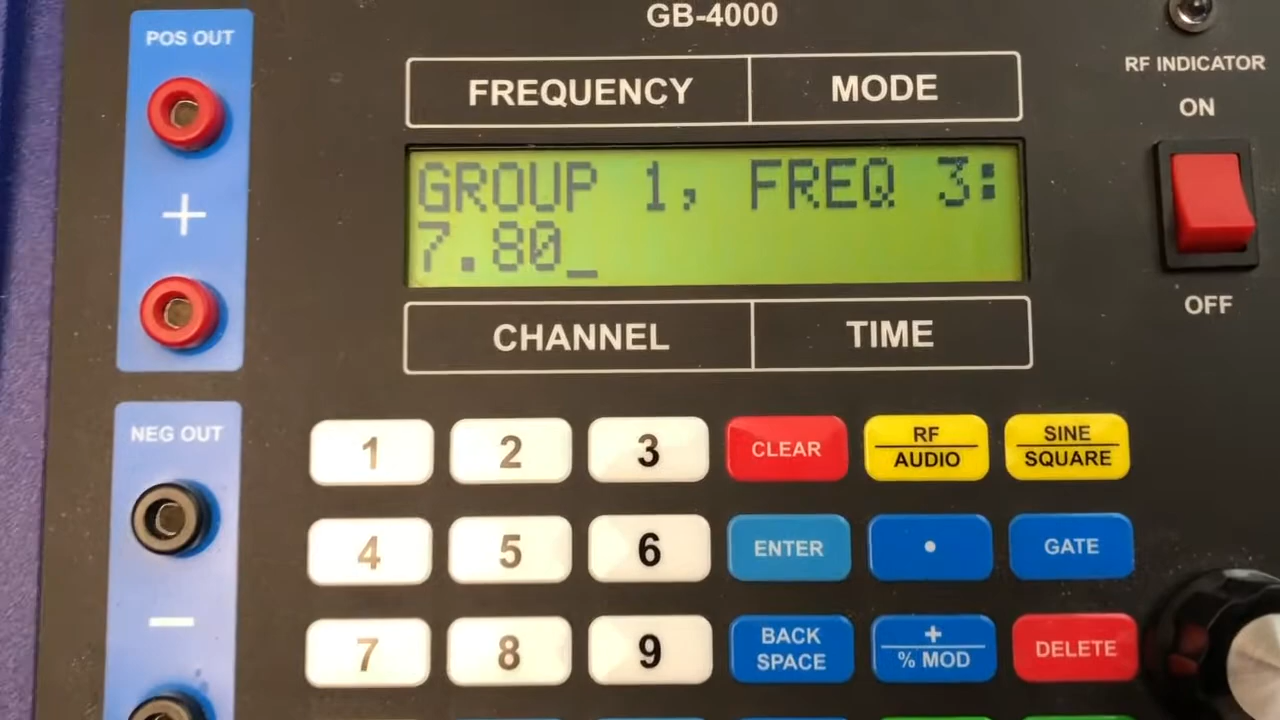 GB-4000
POS OUT
+
FREQUENCY MODE
RF INDICATOR
ON
GROUP 1, FREQ 3:
7.80_
OFF
CHANNEL TIME
NEG OUT
−
1 2 3 CLEAR RF/AUDIO SINE/SQUARE
4 5 6 ENTER • GATE
7 8 9 BACK SPACE +/% MOD DELETE